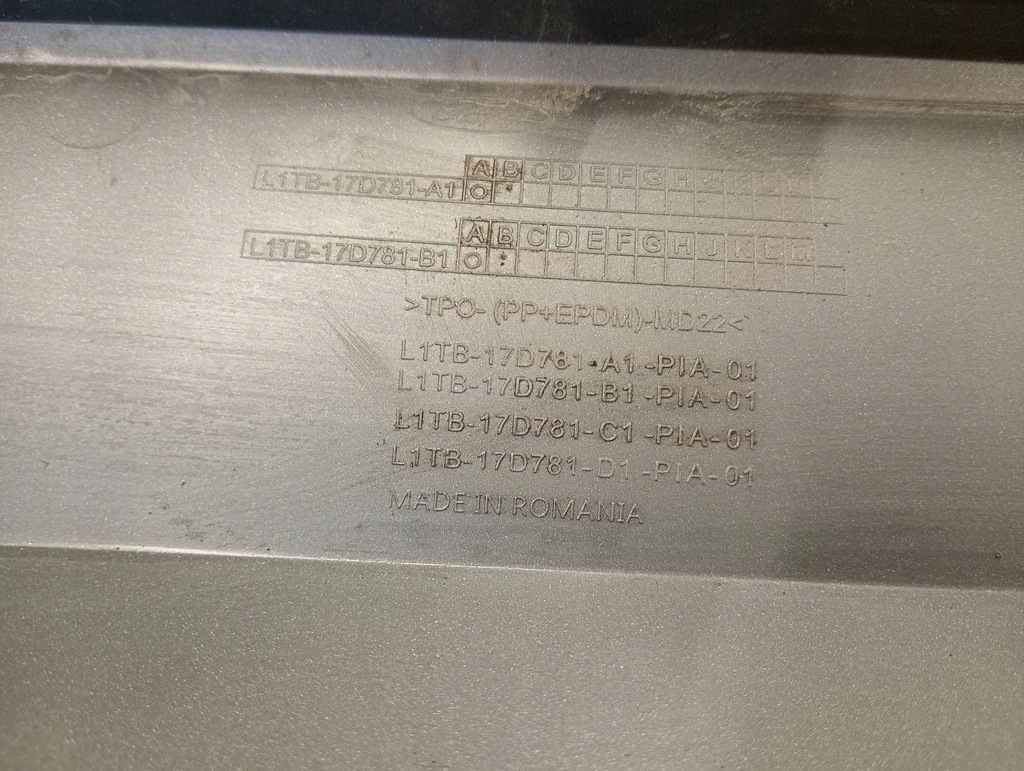 A B C D E F G H J K L M
L1TB-17D781-A1 O
A B C D E F G H J K L M
L1TB-17D781-B1 O
>TPO-(PP+EPDM)-MD22<
L1TB-17D781-A1-PIA-01
L1TB-17D781-B1-PIA-01
L1TB-17D781-C1-PIA-01
L1TB-17D781-D1-PIA-01
MADE IN ROMANIA